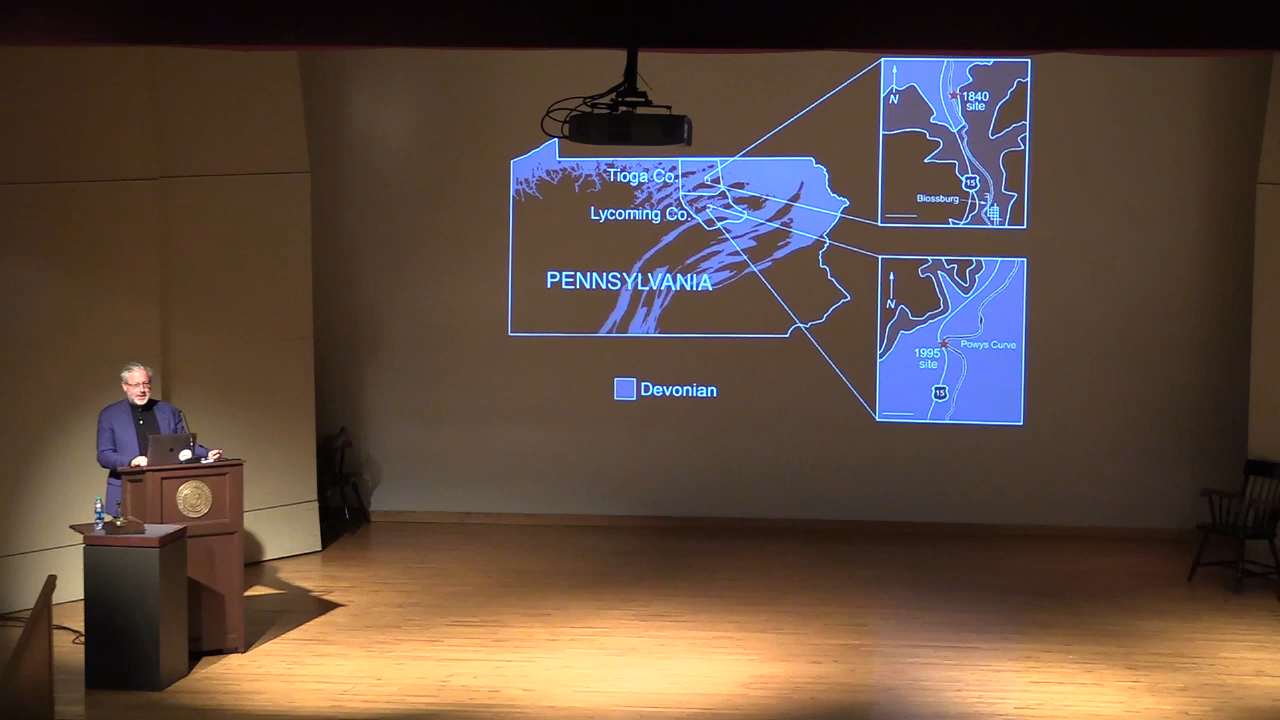 Tioga Co.
Lycoming Co.
PENNSYLVANIA
Devonian
N
1840
site
15
Blossburg
N
Powys Curve
1995
site
15